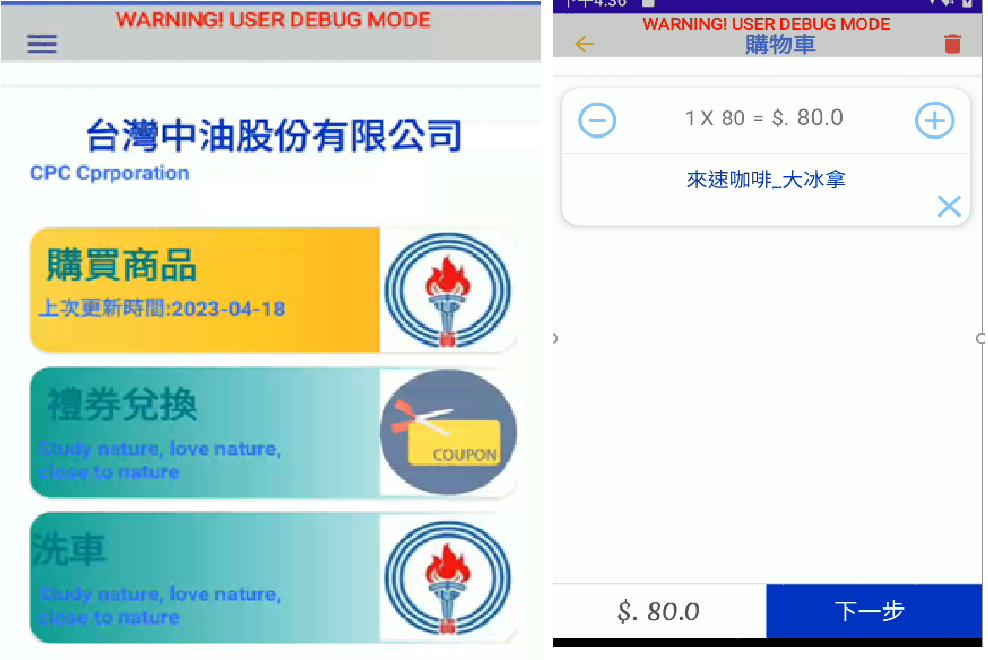 WARNING! USER DEBUG MODE
台灣中油股份有限公司
CPC Cprporation
購買商品
上次更新時間:2023-04-18
禮券兌換
Study nature, love nature,
close to nature
COUPON
洗車
Study nature, love nature,
close to nature
下午4:36
WARNING! USER DEBUG MODE
購物車
1 X 80 = $. 80.0
來速咖啡_大冰拿
$. 80.0
下一步